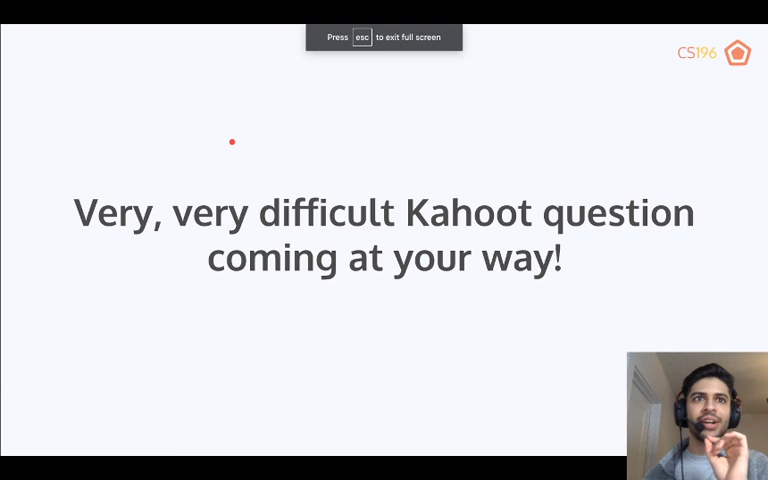 Press esc to exit full screen
CS196
Very, very difficult Kahoot question
coming at your way!